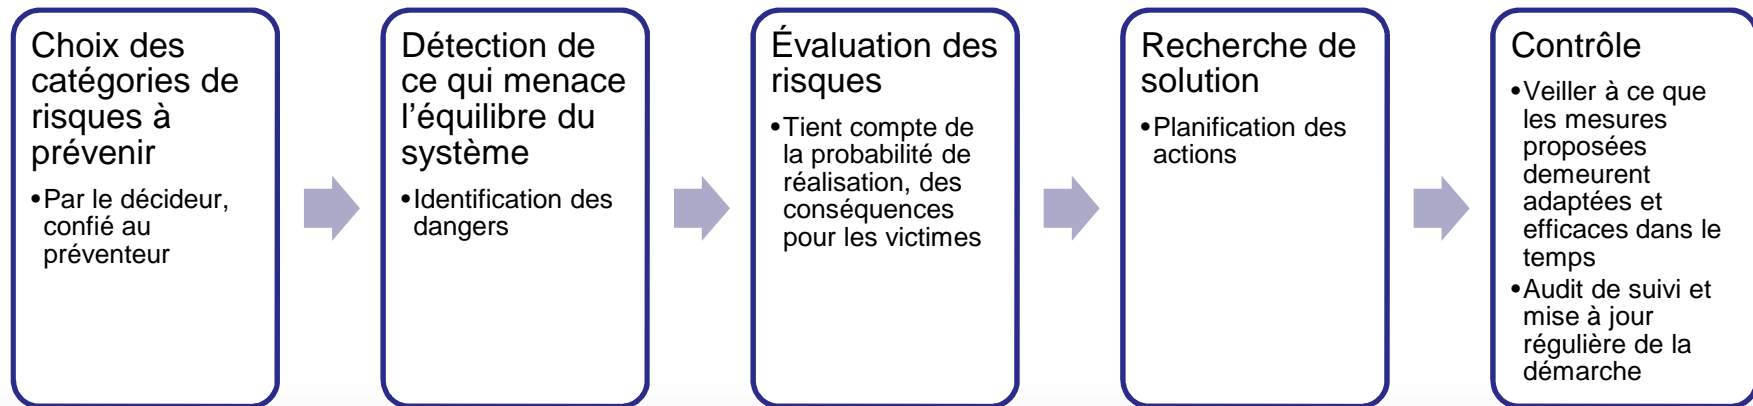 Choix des
catégories de
risques à
prévenir
•Par le décideur,
confié au
préventeur
Détection de
ce qui menace
l’équilibre du
système
•Identification des
dangers
Évaluation des
risques
•Tient compte de
la probabilité de
réalisation, des
conséquences
pour les victimes
Recherche de
solution
•Planification des
actions
Contrôle
•Veiller à ce que
les mesures
proposées
demeurent
adaptées et
efficaces dans le
temps
•Audit de suivi et
mise à jour
régulière de la
démarche